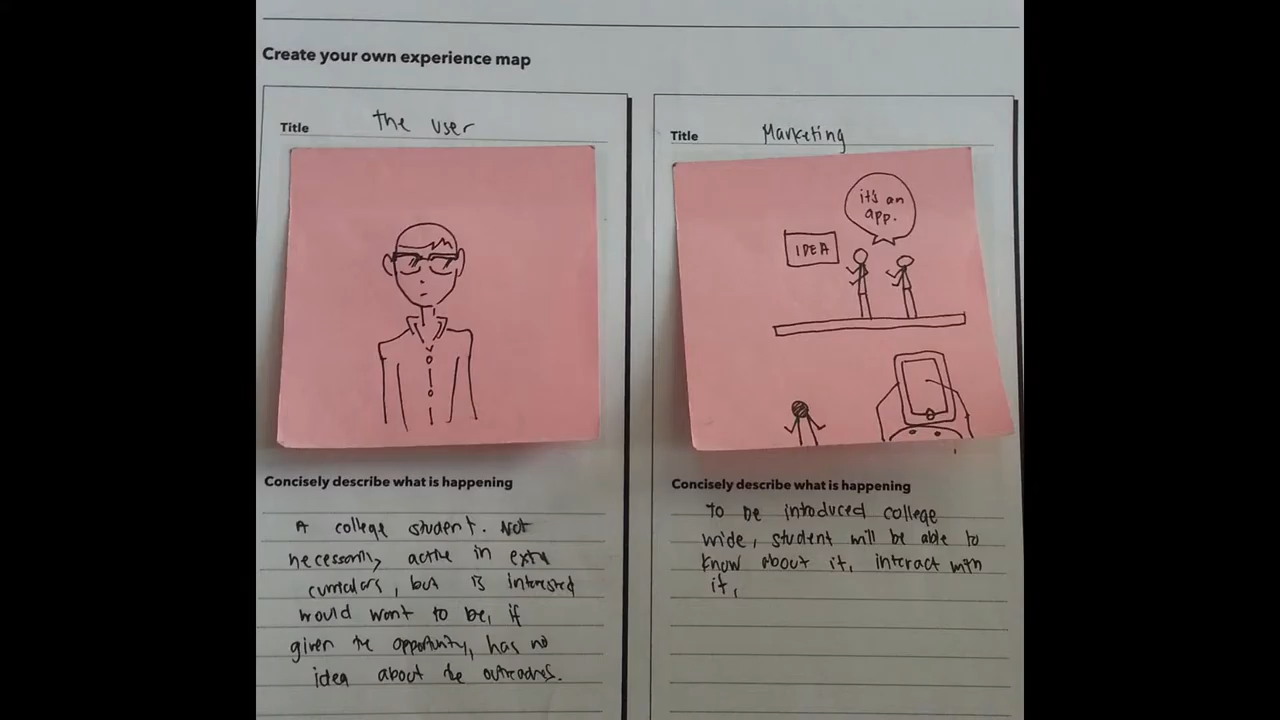 Create your own experience map
Title the user
it's an
app.
IDEA
Concisely describe what is happening
A college student. Not
necessarily active in extra
curriculars, but is interested
would want to be, if
given the opportunity, has no
idea about the
Title Marketing
Concisely describe what is happening
To be introduced college
wide, student will be able to
know about it, interact with
it,